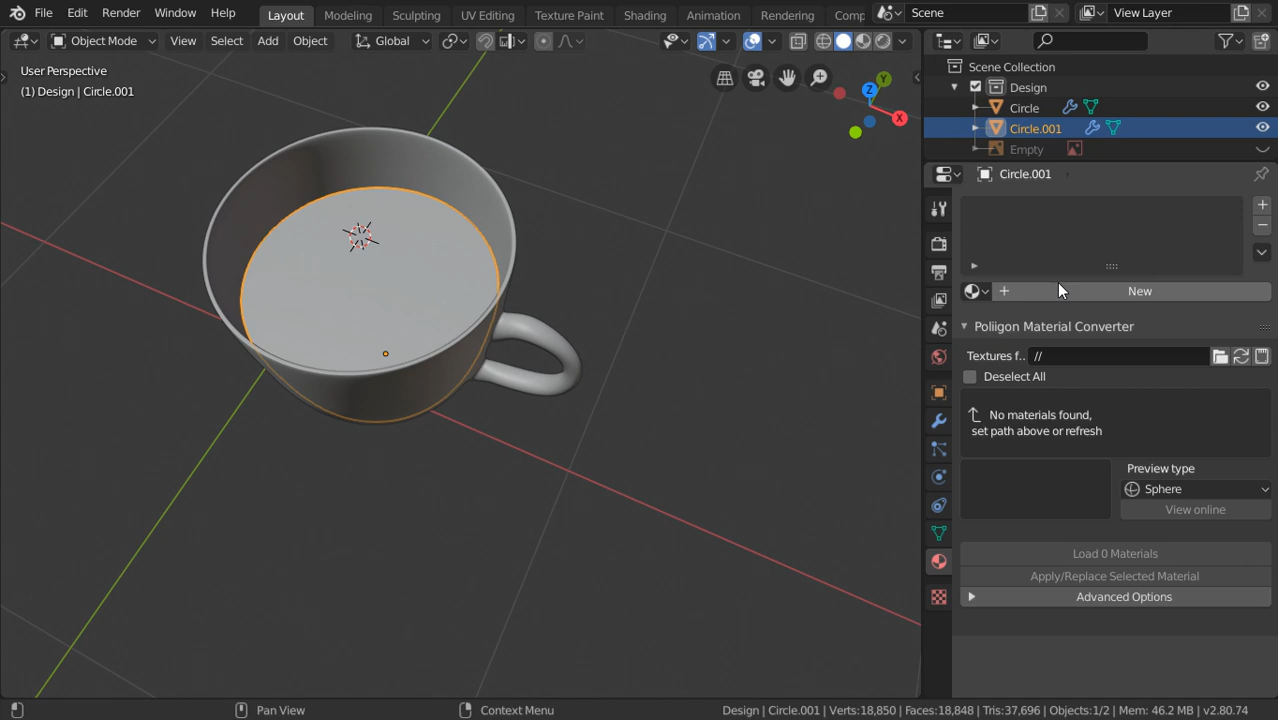 File Edit Render Window Help Layout Modeling Sculpting UV Editing Texture Paint Shading Animation Rendering Comp Scene View Layer
Object Mode View Select Add Object Global
User Perspective
(1) Design | Circle.001
Z Y X
Scene Collection
Design
Circle
Circle.001
Empty
Circle.001
New
Poliigon Material Converter
Textures f.. //
Deselect All
No materials found,
set path above or refresh
Preview type
Sphere
View online
Load 0 Materials
Apply/Replace Selected Material
Advanced Options
Pan View Context Menu Design | Circle.001 | Verts:18,850 | Faces:18,848 | Tris:37,696 | Objects:1/2 | Mem: 46.2 MB | v2.80.74